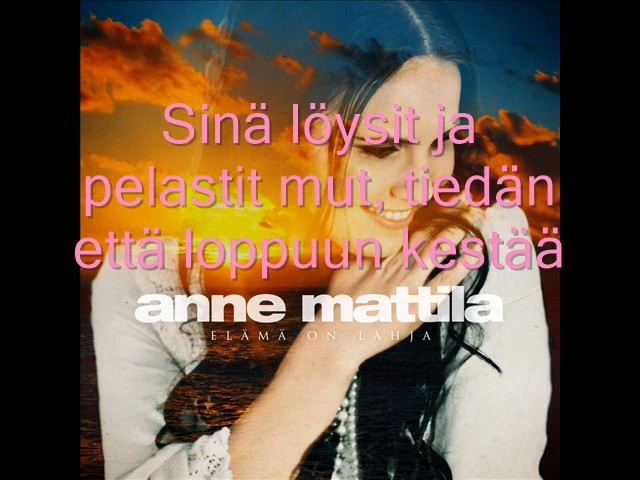 Sinä löysit ja
pelastit mut, tiedän
että loppuun kestää
anne mattila
ELÄMÄ ON LAHJA